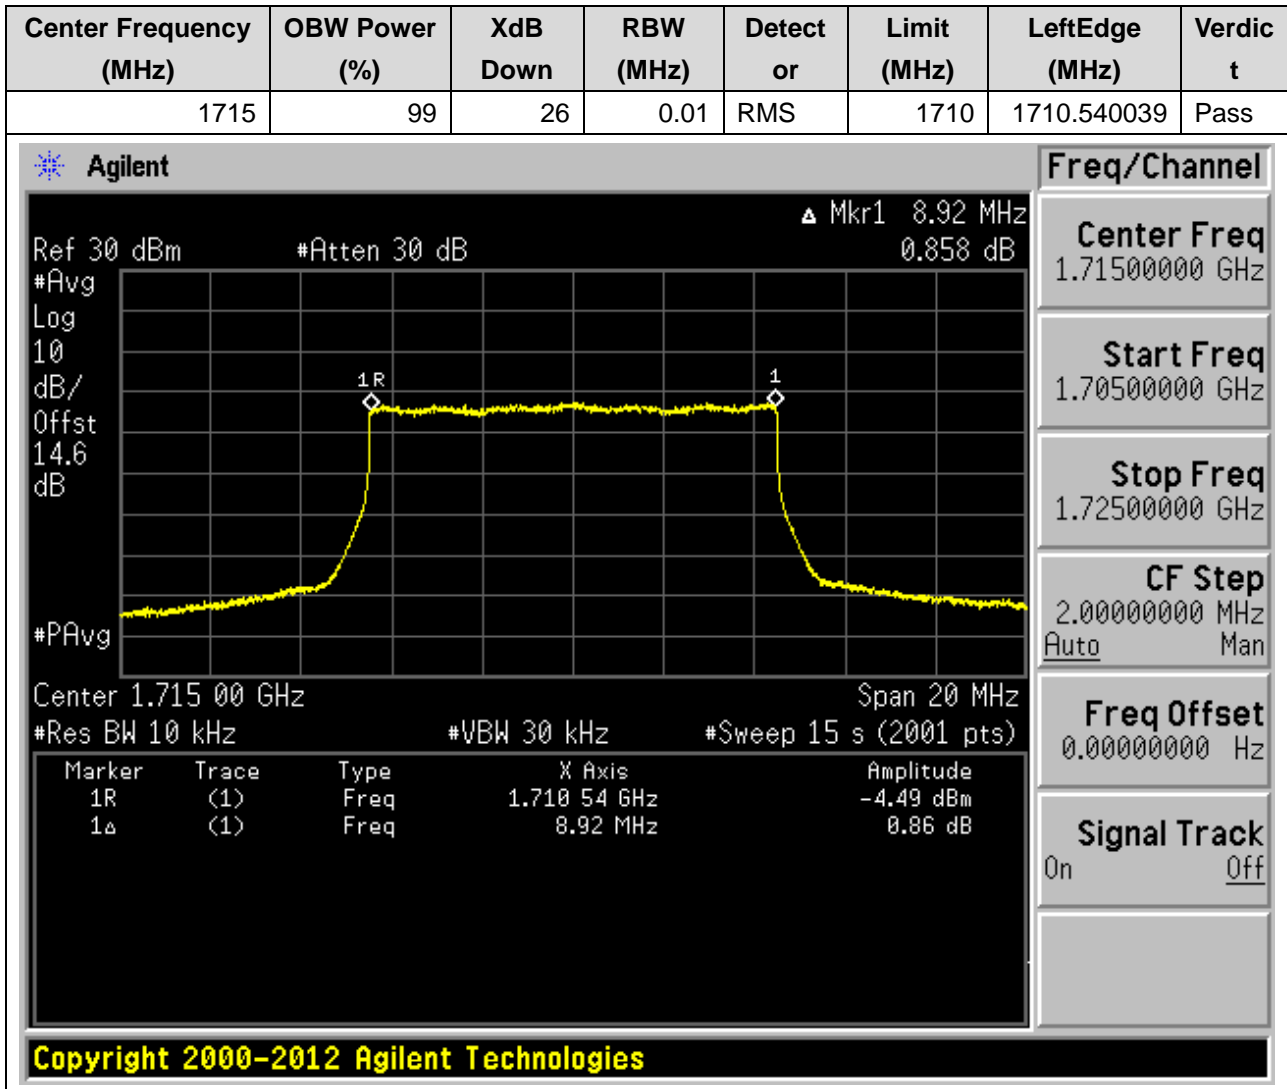 Center Frequency OBW Power XdB RBW Detect Limit LeftEdge Verdic
(MHz) (%) Down (MHz) or (MHz) (MHz) t
1715 99 26 0.01 RMS 1710 1710.540039 Pass
Agilent
Freq/Channel
Δ Mkr1 8.92 MHz
Ref 30 dBm #Atten 30 dB 0.858 dB
#Avg
Log
10
dB/
Offst
14.6
dB
1R
1
#PAvg
Center 1.715 00 GHz Span 20 MHz
#Res BW 10 kHz #VBW 30 kHz #Sweep 15 s (2001 pts)
Marker Trace Type X Axis Amplitude
1R (1) Freq 1.710 54 GHz -4.49 dBm
1Δ (1) Freq 8.92 MHz 0.86 dB
Center Freq
1.71500000 GHz
Start Freq
1.70500000 GHz
Stop Freq
1.72500000 GHz
CF Step
2.00000000 MHz
Auto Man
Freq Offset
0.00000000 Hz
Signal Track
On Off
Copyright 2000-2012 Agilent Technologies